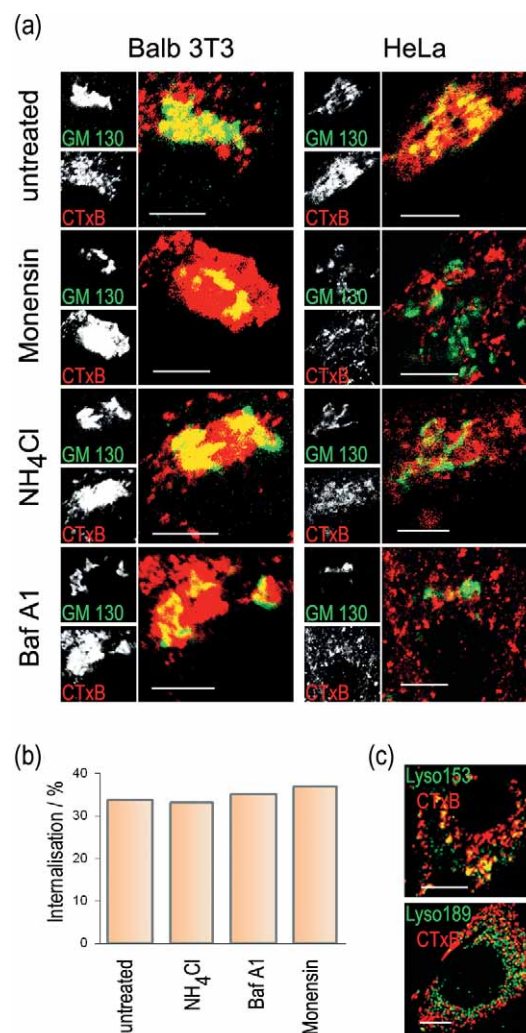 (a)
Balb 3T3
HeLa
untreated
GM 130
CTxB
GM 130
CTxB
Monensin
GM 130
CTxB
GM 130
CTxB
NH4Cl
GM 130
CTxB
GM 130
CTxB
Baf A1
GM 130
CTxB
GM 130
CTxB
(b)
Internalisation / %
40
30
20
10
0
untreated
NH4Cl
Baf A1
Monensin
(c)
Lyso153
CTxB
Lyso189
CTxB